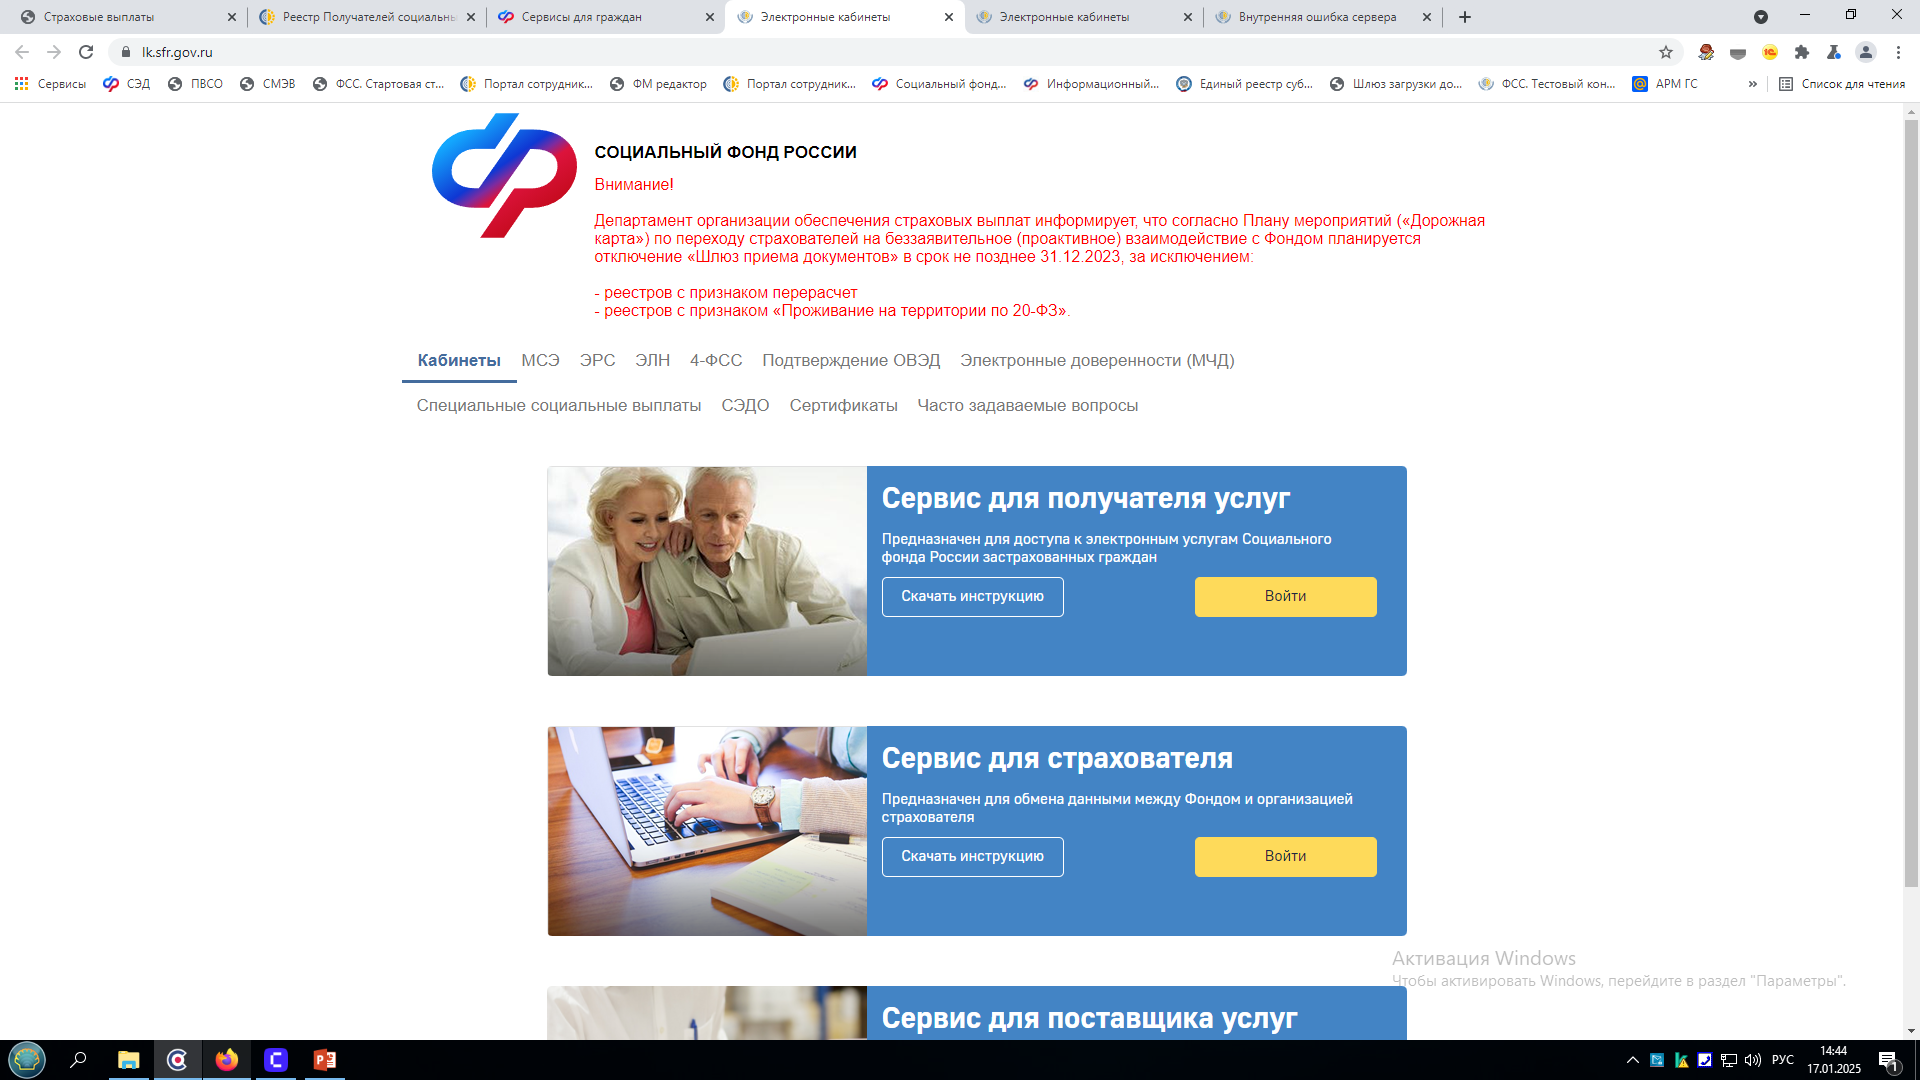 Страховые выплаты
Реестр Получателей социальны
Сервисы для граждан
Электронные кабинеты
Электронные кабинеты
Внутренняя ошибка сервера
lk.sfr.gov.ru
Сервисы
СЭД
ПВСО
СМЭВ
ФСС. Стартовая ст...
Портал сотрудник...
ФМ редактор
Портал сотрудник...
Социальный фонд...
Информационный...
Единый реестр суб...
Шлюз загрузки до...
ФСС. Тестовый кон...
АРМ ГС
»
Список для чтения
СОЦИАЛЬНЫЙ ФОНД РОССИИ
Внимание!
Департамент организации обеспечения страховых выплат информирует, что согласно Плану мероприятий («Дорожная
карта») по переходу страхователей на беззаявительное (проактивное) взаимодействие с Фондом планируется
отключение «Шлюз приема документов» в срок не позднее 31.12.2023, за исключением:
- реестров с признаком перерасчет
- реестров с признаком «Проживание на территории по 20-ФЗ».
Кабинеты МСЭ ЭРС ЭЛН 4-ФСС Подтверждение ОВЭД Электронные доверенности (МЧД)
Специальные социальные выплаты СЭДО Сертификаты Часто задаваемые вопросы
Сервис для получателя услуг
Предназначен для доступа к электронным услугам Социального
фонда России застрахованных граждан
Скачать инструкцию
Войти
Сервис для страхователя
Предназначен для обмена данными между Фондом и организацией
страхователя
Скачать инструкцию
Войти
Активация Windows
Чтобы активировать Windows, перейдите в раздел "Параметры".
Сервис для поставщика услуг
РУС
14:44
17.01.2025
1